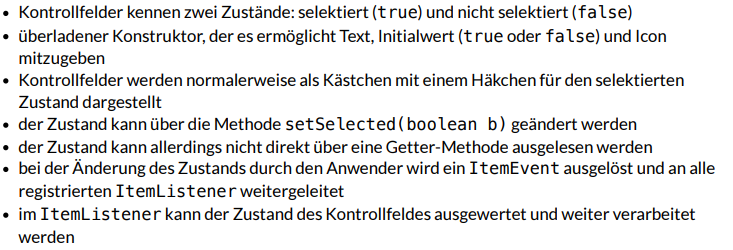 • Kontrollfelder kennen zwei Zustände: selektiert (true) und nicht selektiert (false)
• überladener Konstruktor, der es ermöglicht Text, Initialwert (true oder false) und Icon
mitzugeben
• Kontrollfelder werden normalerweise als Kästchen mit einem Häkchen für den selektierten
Zustand dargestellt
• der Zustand kann über die Methode setSelected(boolean b) geändert werden
• der Zustand kann allerdings nicht direkt über eine Getter-Methode ausgelesen werden
• bei der Änderung des Zustands durch den Anwender wird ein ItemEvent ausgelöst und an alle
registrierten ItemListener weitergeleitet
• im ItemListener kann der Zustand des Kontrollfeldes ausgewertet und weiter verarbeitet
werden